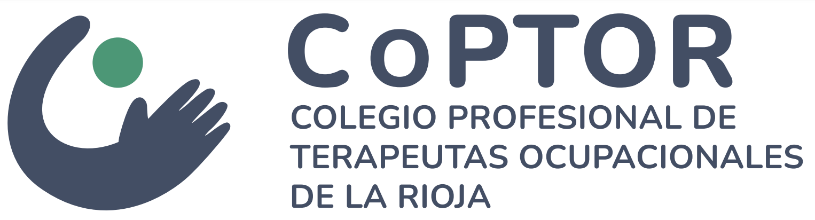 CoPTOR
COLEGIO PROFESIONAL DE
TERAPEUTAS OCUPACIONALES
DE LA RIOJA